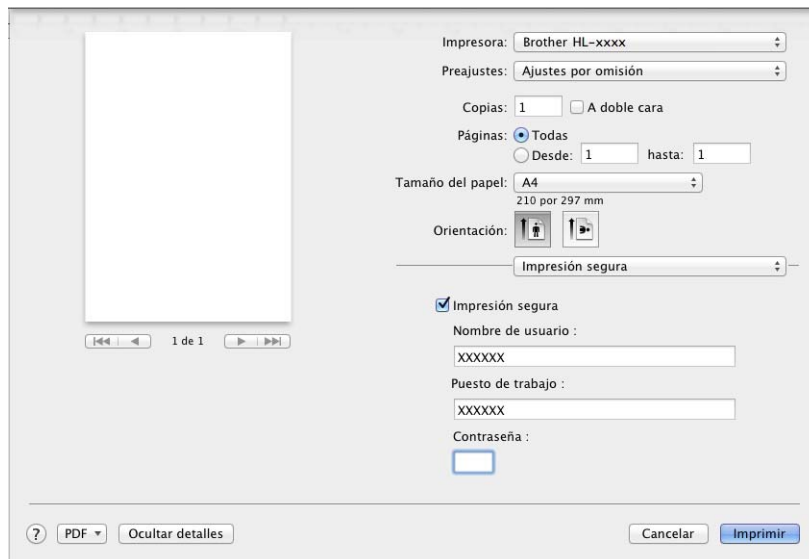 Impresora: Brother HL-xxxx
Preajustes: Ajustes por omisión
Copias: 1 A doble cara
Páginas: Todas
Desde: 1 hasta: 1
Tamaño del papel: A4
210 por 297 mm
Orientación:
Impresión segura
Impresión segura
Nombre de usuario :
XXXXXX
Puesto de trabajo :
XXXXXX
Contraseña :
1 de 1
? PDF Ocultar detalles Cancelar Imprimir